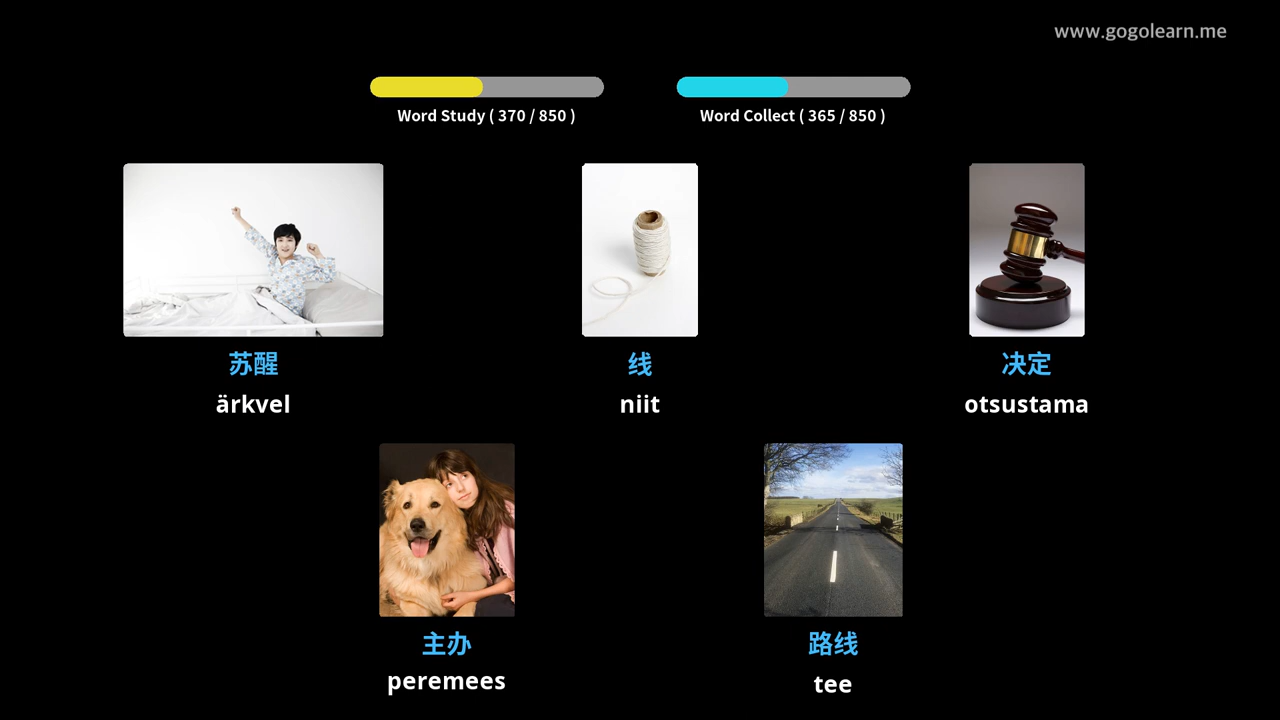 www.gogolearn.me
Word Study ( 370 / 850 )
Word Collect ( 365 / 850 )
苏醒
线
决定
ärkvel
niit
otsustama
主办
路线
peremees
tee